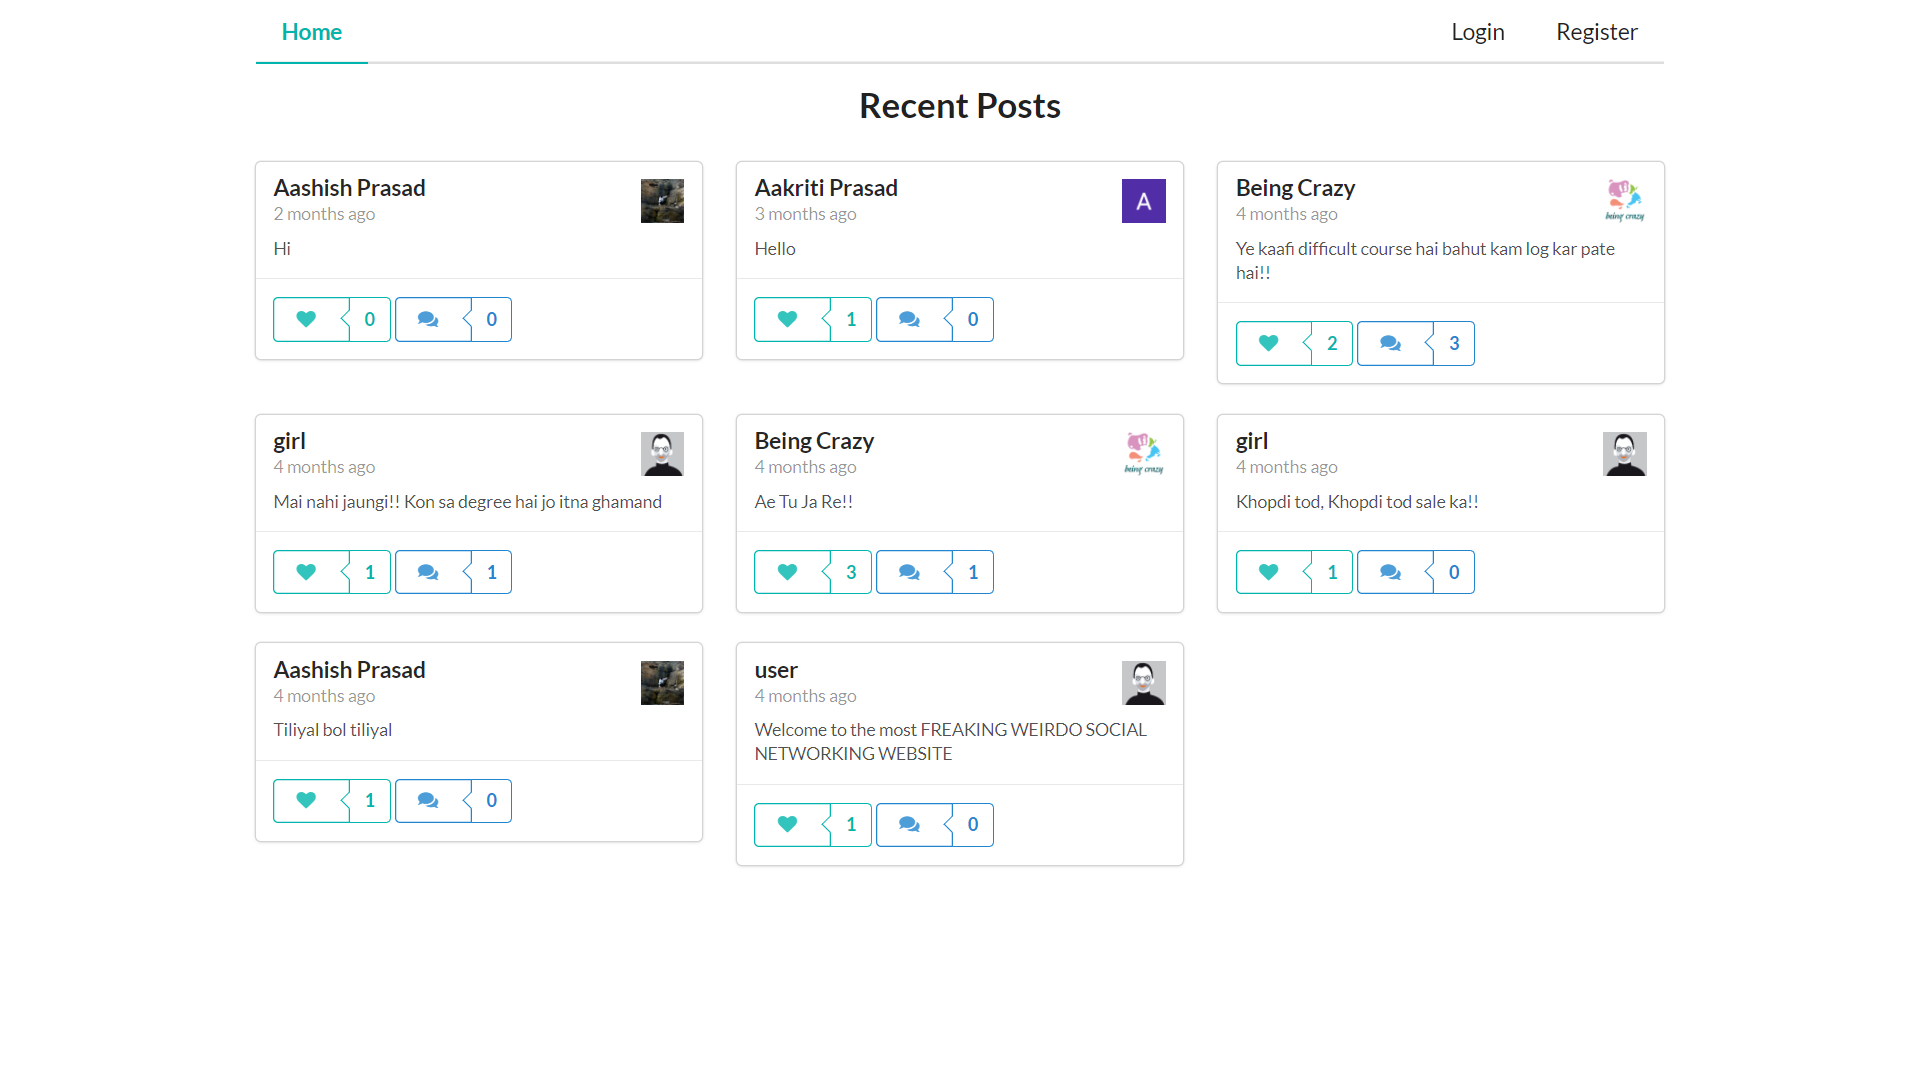 Home
Login
Register
Recent Posts
Aashish Prasad
2 months ago
Hi
0
0
Aakriti Prasad
3 months ago
A
Hello
1
0
Being Crazy
4 months ago
being crazy
Ye kaafi difficult course hai bahut kam log kar pate
hai!!
2
3
girl
4 months ago
Mai nahi jaungi!! Kon sa degree hai jo itna ghamand
1
1
Being Crazy
4 months ago
being crazy
Ae Tu Ja Re!!
3
1
girl
4 months ago
Khopdi tod, Khopdi tod sale ka!!
1
0
Aashish Prasad
4 months ago
Tiliyal bol tiliyal
1
0
user
4 months ago
Welcome to the most FREAKING WEIRDO SOCIAL
NETWORKING WEBSITE
1
0